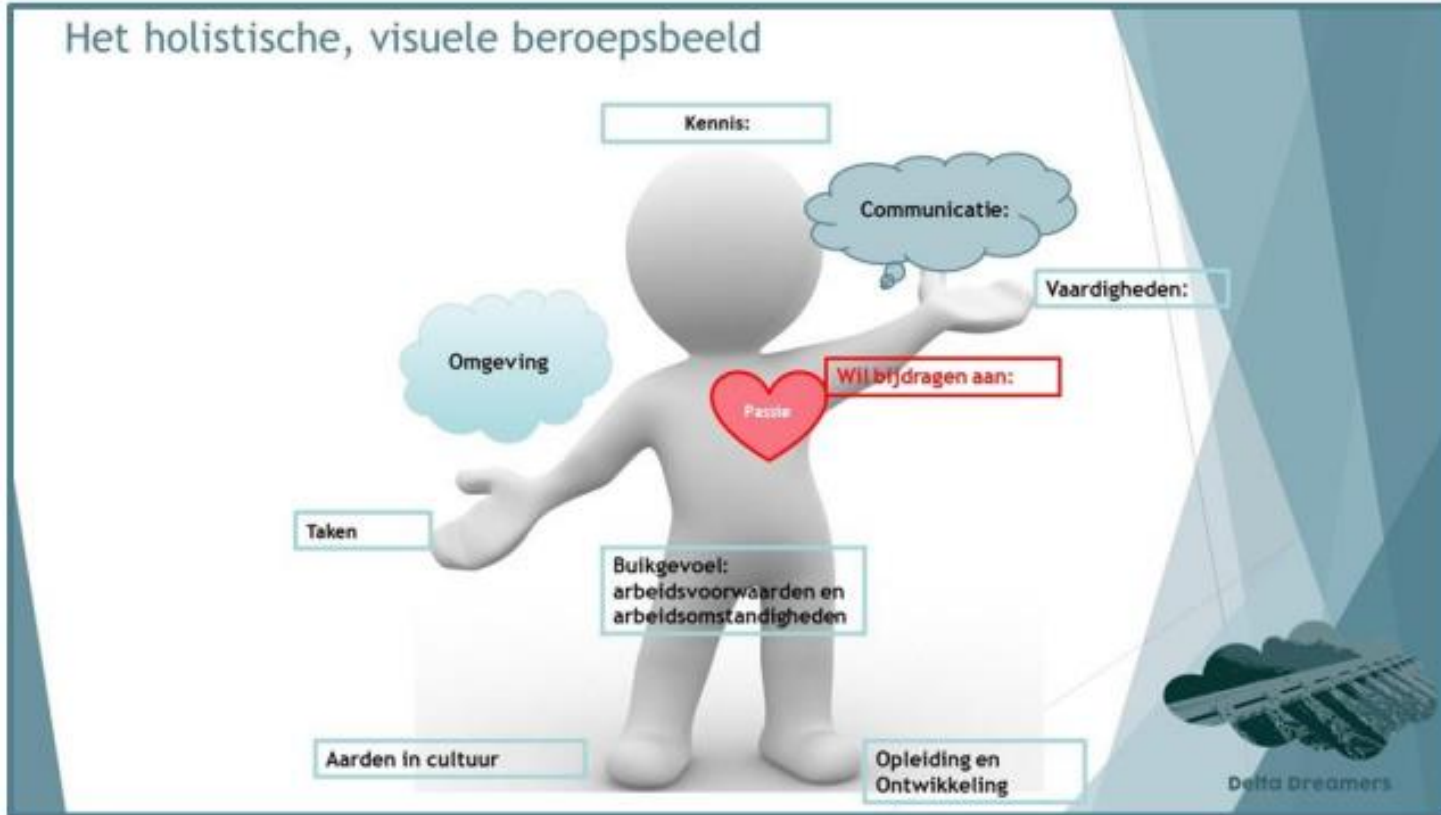 Het holistische, visuele beroepsbeeld
Kennis:
Communicatie:
Vaardigheden:
Omgeving
Wil bijdragen aan:
Passie
Taken
Buikgevoel:
arbeidsvoorwaarden en
arbeidsomstandigheden
Aarden in cultuur
Opleiding en
Ontwikkeling
Delta Dreamers